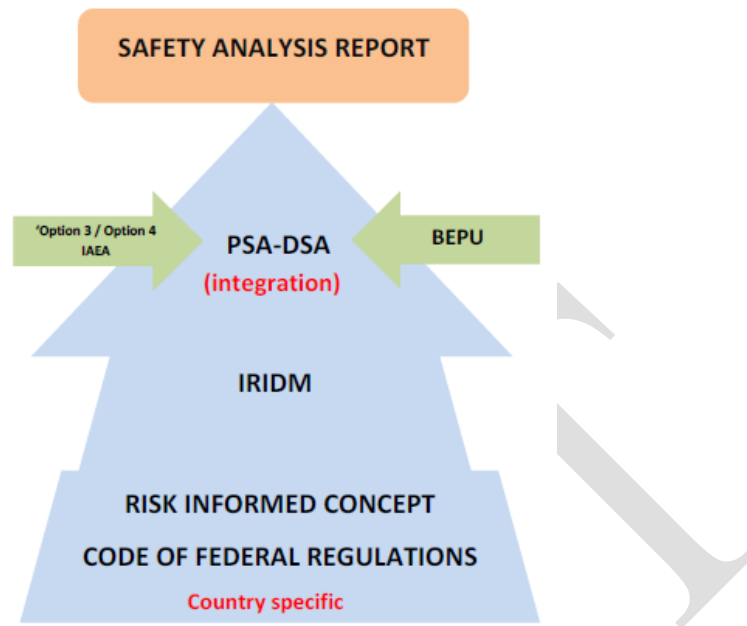 SAFETY ANALYSIS REPORT
'Option 3 / Option 4
IAEA
PSA-DSA
(integration)
BEPU
IRIDM
RISK INFORMED CONCEPT
CODE OF FEDERAL REGULATIONS
Country specific